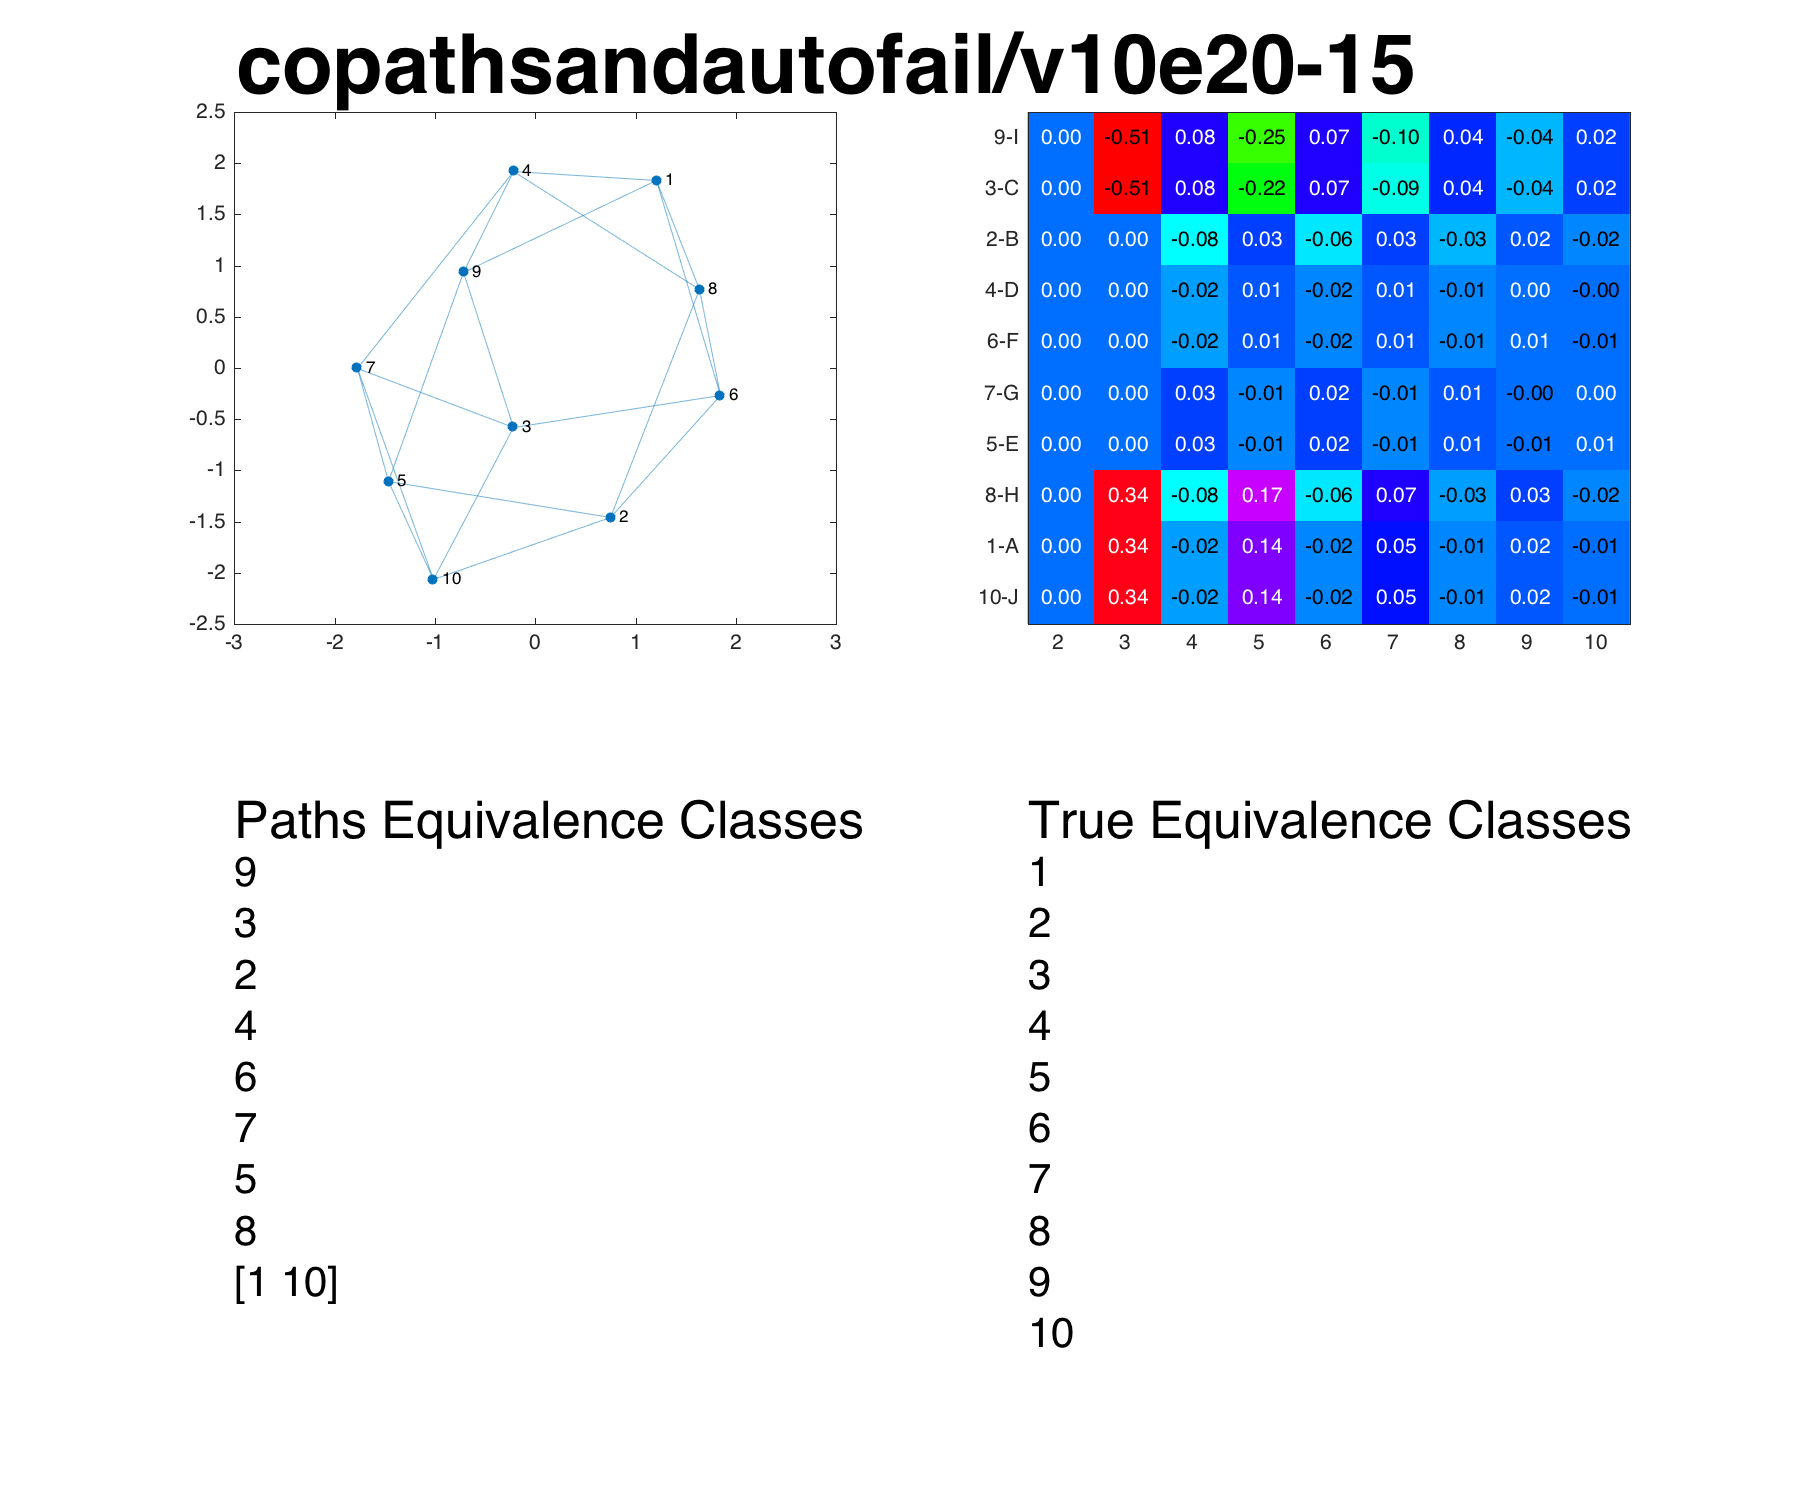 copathsandautofail/v10e20-15
2.5
2
1.5
1
0.5
0
-0.5
-1
-1.5
-2
-2.5
-3 -2 -1 0 1 2 3
4
1
9
8
7
6
3
5
2
10
9-I 0.00 -0.51 0.08 -0.25 0.07 -0.10 0.04 -0.04 0.02
3-C 0.00 -0.51 0.08 -0.22 0.07 -0.09 0.04 -0.04 0.02
2-B 0.00 0.00 -0.08 0.03 -0.06 0.03 -0.03 0.02 -0.02
4-D 0.00 0.00 -0.02 0.01 -0.02 0.01 -0.01 0.00 -0.00
6-F 0.00 0.00 -0.02 0.01 -0.02 0.01 -0.01 0.01 -0.01
7-G 0.00 0.00 0.03 -0.01 0.02 -0.01 0.01 -0.00 0.00
5-E 0.00 0.00 0.03 -0.01 0.02 -0.01 0.01 -0.01 0.01
8-H 0.00 0.34 -0.08 0.17 -0.06 0.07 -0.03 0.03 -0.02
1-A 0.00 0.34 -0.02 0.14 -0.02 0.05 -0.01 0.02 -0.01
10-J 0.00 0.34 -0.02 0.14 -0.02 0.05 -0.01 0.02 -0.01
2 3 4 5 6 7 8 9 10
Paths Equivalence Classes
9
3
2
4
6
7
5
8
[1 10]
True Equivalence Classes
1
2
3
4
5
6
7
8
9
10